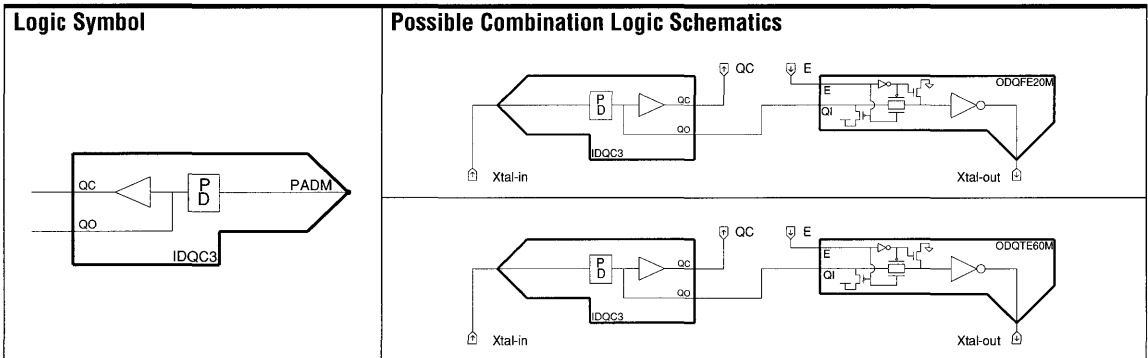 Logic Symbol
Possible Combination Logic Schematics
QC
QO
P
D
PADM
IDQC3
QC
E
P
D
QC
QO
IDQC3
Xtal-in
E
QI
ODQFE20M
Xtal-out
QC
E
P
D
QC
QO
IDQC3
Xtal-in
E
QI
ODQTE60M
Xtal-out